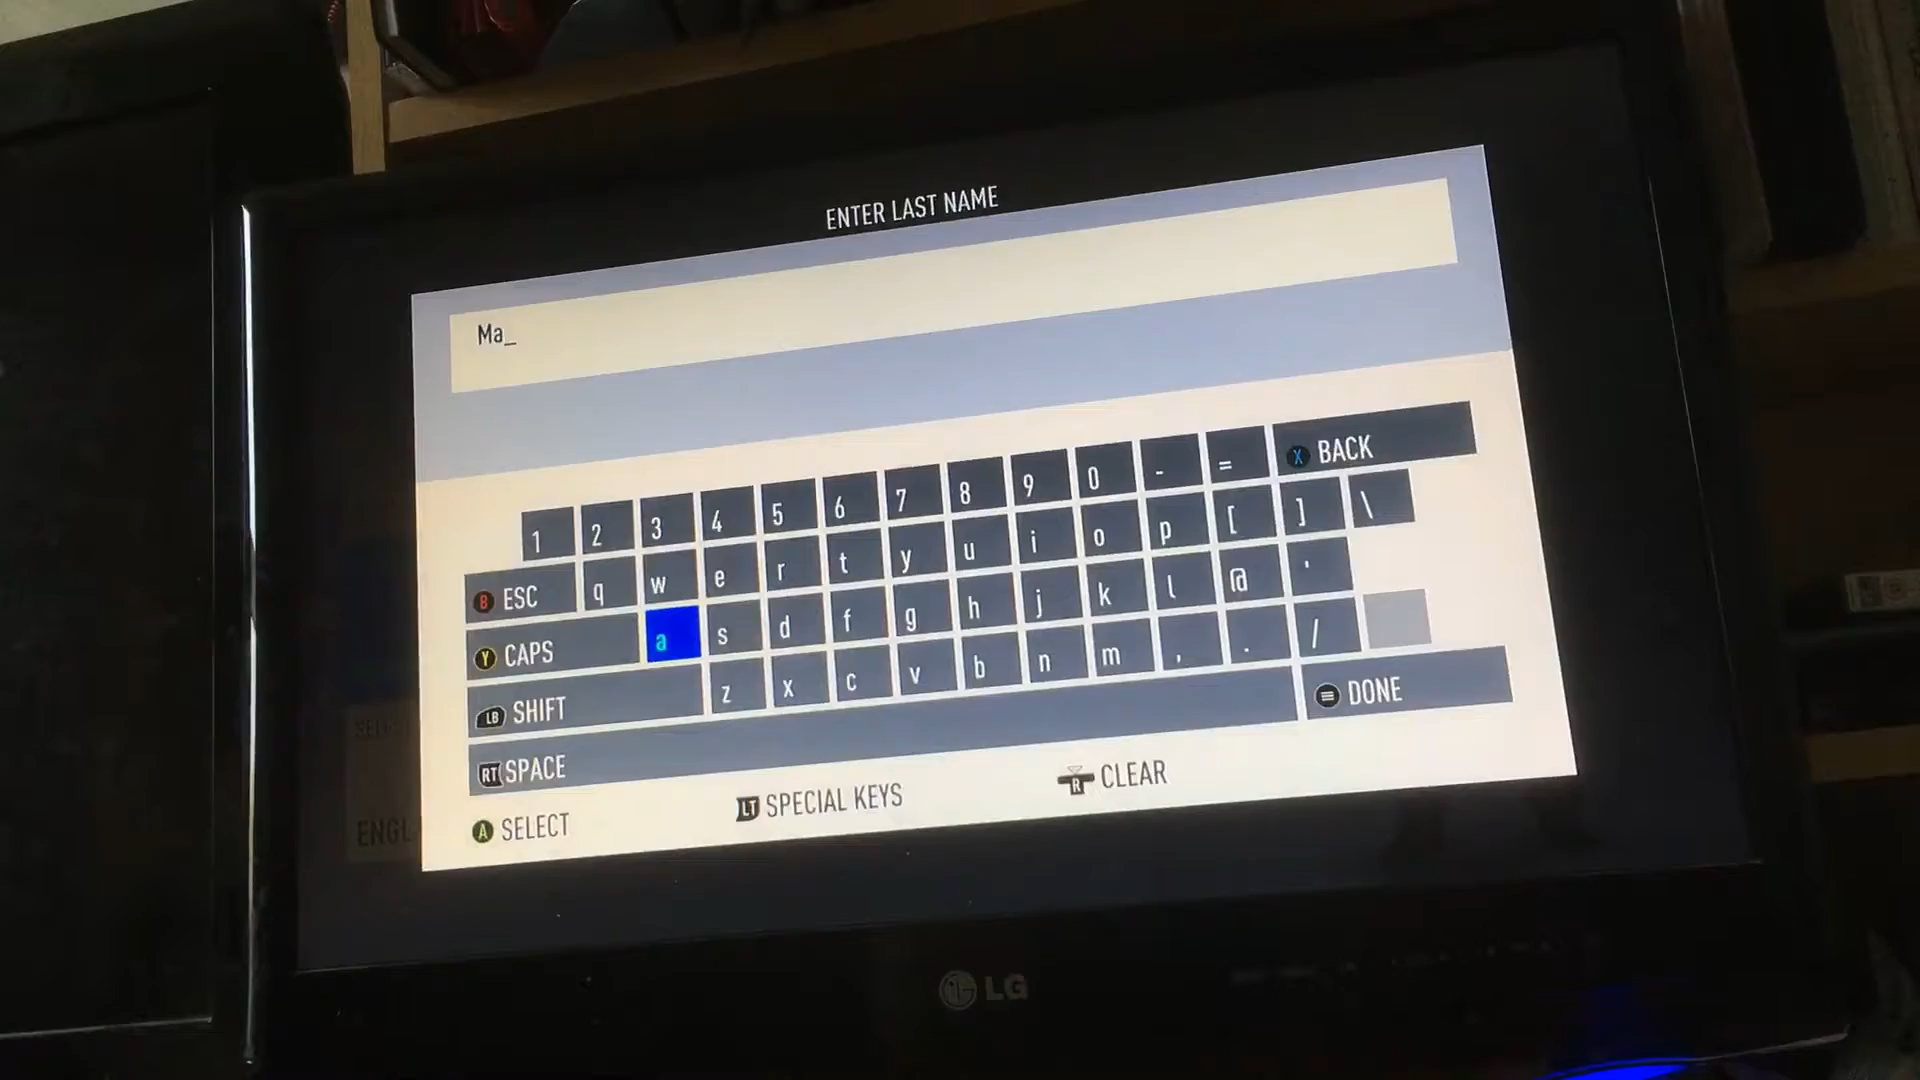 ENTER LAST NAME
Ma_
1 2 3 4 5 6 7 8 9 0 - = X BACK
B ESC q w e r t y u i o p [ ] \
Y CAPS a s d f g h j k l @ '
LB SHIFT z x c v b n m , . /
RT SPACE DONE
A SELECT LT SPECIAL KEYS R CLEAR
ENGL
LG